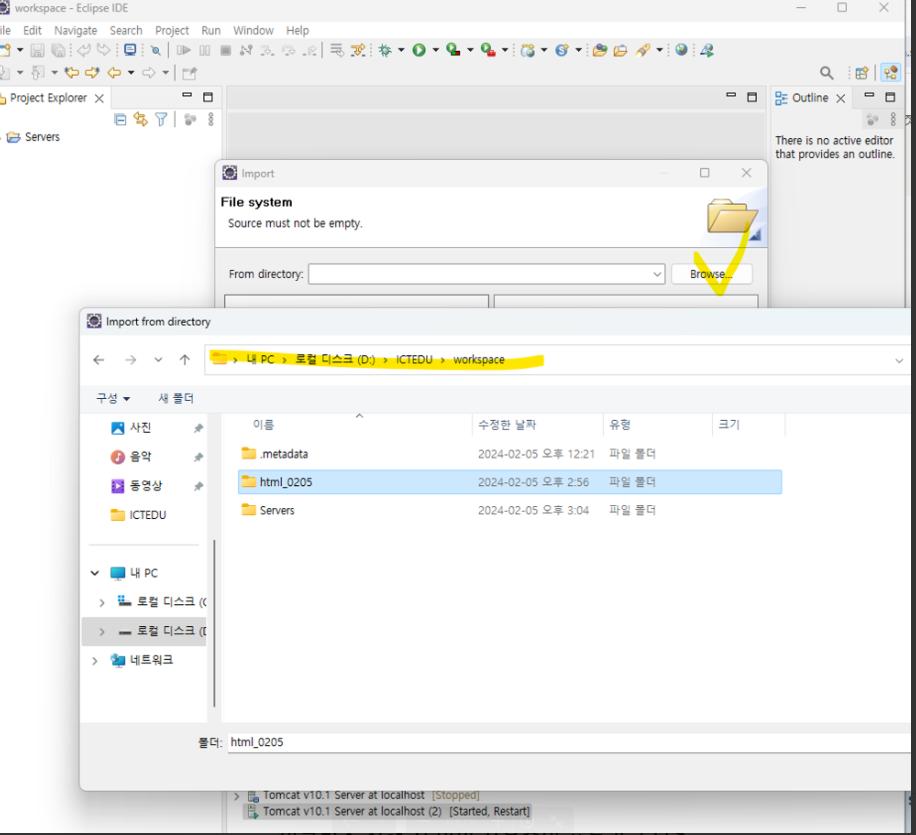 workspace - Eclipse IDE
ile Edit Navigate Search Project Run Window Help
Project Explorer
Outline
Servers
There is no active editor
that provides an outline.
Import
File system
Source must not be empty.
From directory:
Browse...
Import from directory
내 PC > 로컬 디스크 (D:) > ICTEDU > workspace
구성 새 폴더
이름 수정한 날짜 유형 크기
사진
음악
동영상
ICTEDU
내 PC
로컬 디스크 (C
로컬 디스크 (D
네트워크
.metadata 2024-02-05 오후 12:21 파일 폴더
html_0205 2024-02-05 오후 2:56 파일 폴더
Servers 2024-02-05 오후 3:04 파일 폴더
폴더: html_0205
Tomcat v10.1 Server at localhost [Stopped]
Tomcat v10.1 Server at localhost (2) [Started, Restart]